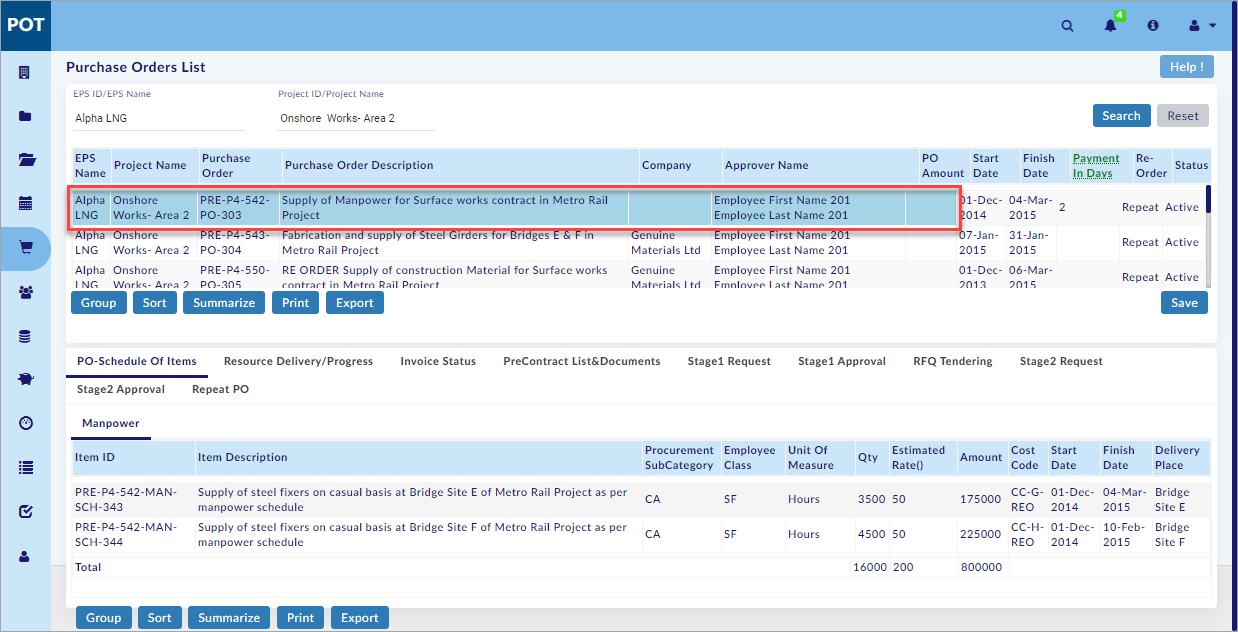 POT
4
Purchase Orders List
Help !
EPS ID/EPS Name
Project ID/Project Name
Alpha LNG
Onshore Works- Area 2
Search
Reset
EPS Name
Project Name
Purchase Order
Purchase Order Description
Company
Approver Name
PO Amount
Start Date
Finish Date
Payment In Days
Re-Order
Status
Alpha LNG
Onshore Works- Area 2
PRE-P4-542-PO-303
Supply of Manpower for Surface works contract in Metro Rail Project
Employee First Name 201 Employee Last Name 201
01-Dec-2014
04-Mar-2015
2
Repeat
Active
Alpha LNG
Onshore Works- Area 2
PRE-P4-543-PO-304
Fabrication and supply of Steel Girders for Bridges E & F in Metro Rail Project
Genuine Materials Ltd
Employee First Name 201 Employee Last Name 201
07-Jan-2015
31-Jan-2015
Repeat
Active
Alpha LNG
Onshore Works- Area 2
PRE-P4-550-PO-305
RE ORDER Supply of construction Material for Surface works contract in Metro Rail Project
Genuine Materials Ltd
Employee First Name 201 Employee Last Name 201
01-Dec-2013
06-Mar-2015
Repeat
Active
Group
Sort
Summarize
Print
Export
Save
PO-Schedule Of Items
Resource Delivery/Progress
Invoice Status
PreContract List&Documents
Stage1 Request
Stage1 Approval
RFQ Tendering
Stage2 Request
Stage2 Approval
Repeat PO
Manpower
Item ID
Item Description
Procurement SubCategory
Employee Class
Unit Of Measure
Qty
Estimated Rate()
Amount
Cost Code
Start Date
Finish Date
Delivery Place
PRE-P4-542-MAN-SCH-343
Supply of steel fixers on casual basis at Bridge Site E of Metro Rail Project as per manpower schedule
CA
SF
Hours
3500
50
175000
CC-G-REO
01-Dec-2014
04-Mar-2015
Bridge Site E
PRE-P4-542-MAN-SCH-344
Supply of steel fixers on casual basis at Bridge Site F of Metro Rail Project as per manpower schedule
CA
SF
Hours
4500
50
225000
CC-H-REO
01-Dec-2014
10-Feb-2015
Bridge Site F
Total
16000
200
800000
Group
Sort
Summarize
Print
Export